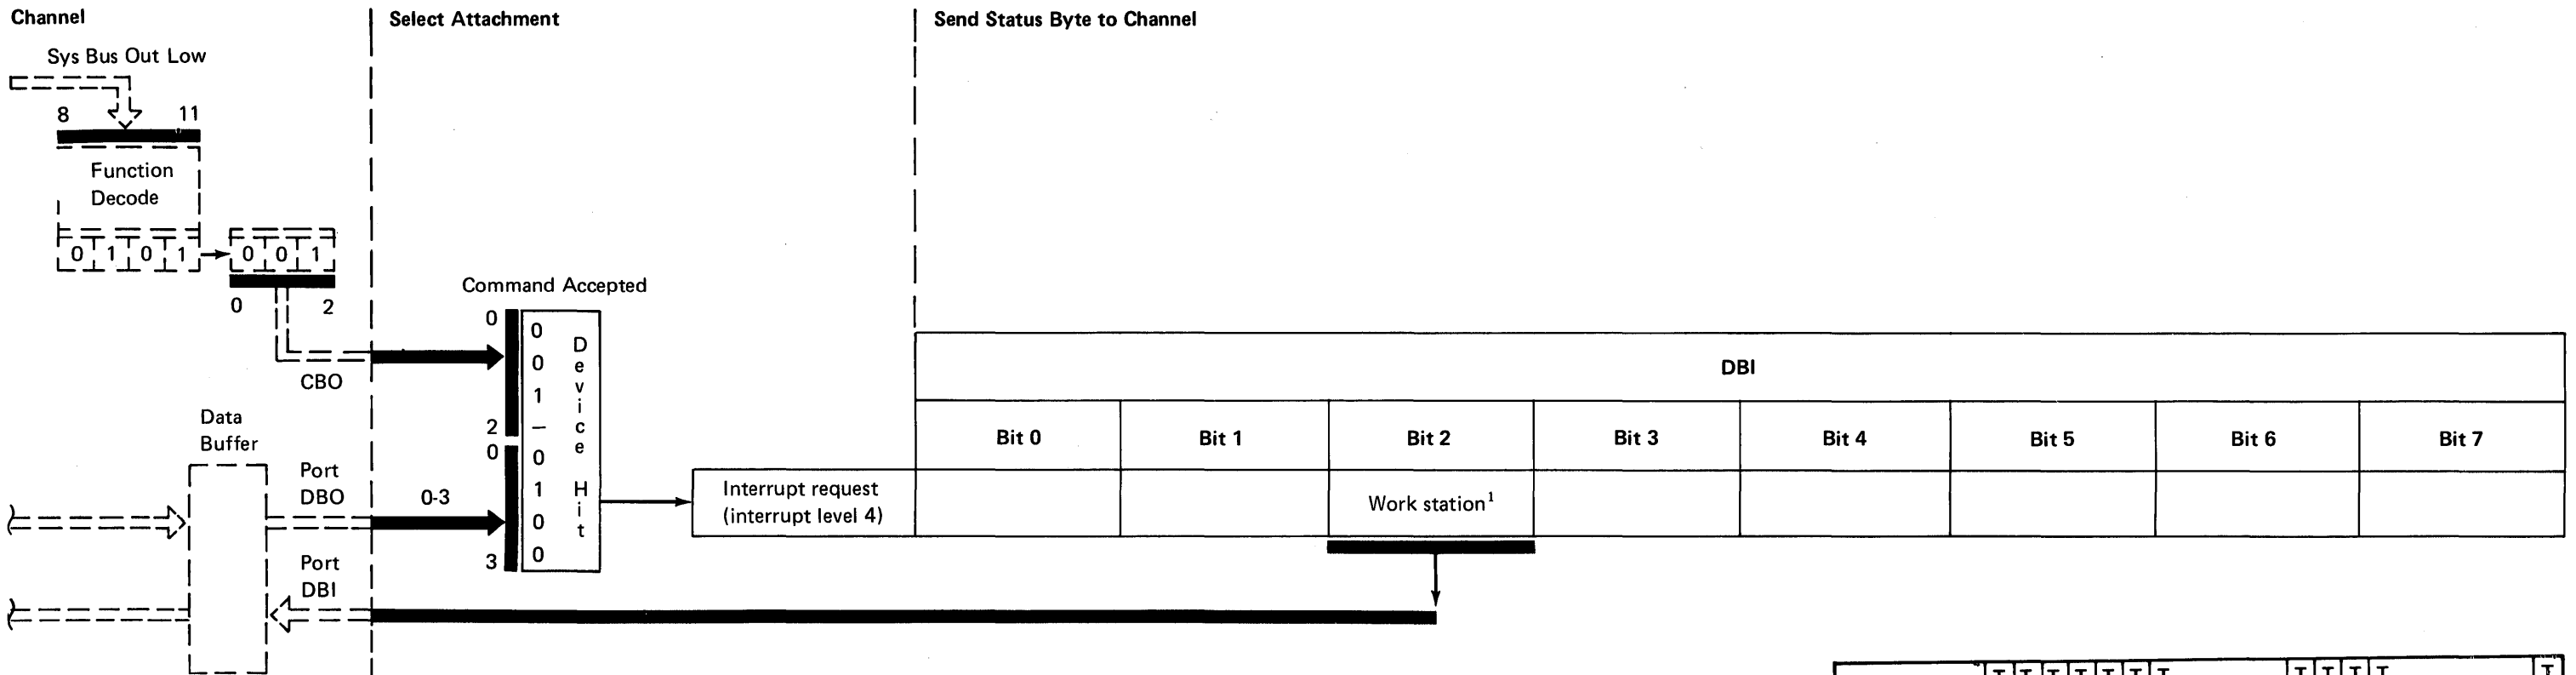 Channel
Select Attachment
Send Status Byte to Channel
Sys Bus Out Low
8 11
Function
Decode
0 1 0 1
0 0 1
0 2
CBO
Command Accepted
0
2
0
3
0
0
1
—
0
1
0
0
Device Hit
Data
Buffer
Port
DBO
0-3
Port
DBI
DBI
Bit 0 Bit 1 Bit 2 Bit 3 Bit 4 Bit 5 Bit 6 Bit 7
Interrupt request
(interrupt level 4)
Work station¹
T T T T T T T T T T T T